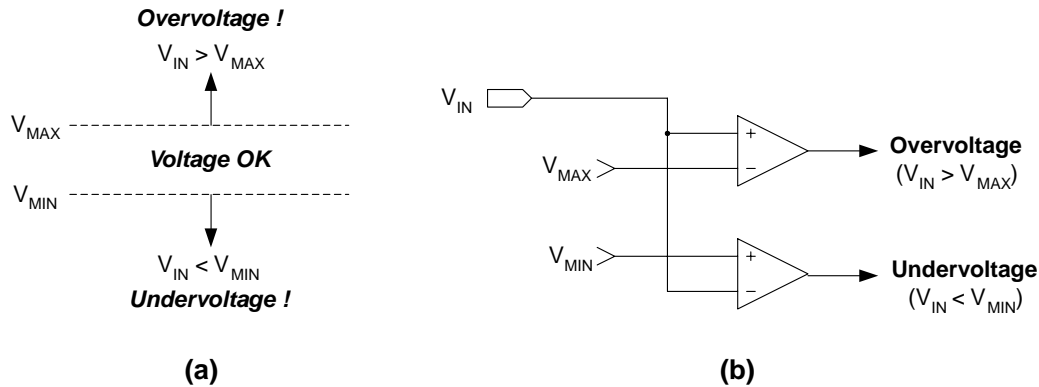 Overvoltage !
V_IN > V_MAX
V_MAX
Voltage OK
V_MIN
V_IN < V_MIN
Undervoltage !
(a)
V_IN
+
−
V_MAX
Overvoltage
(V_IN > V_MAX)
V_MIN
+
−
Undervoltage
(V_IN < V_MIN)
(b)